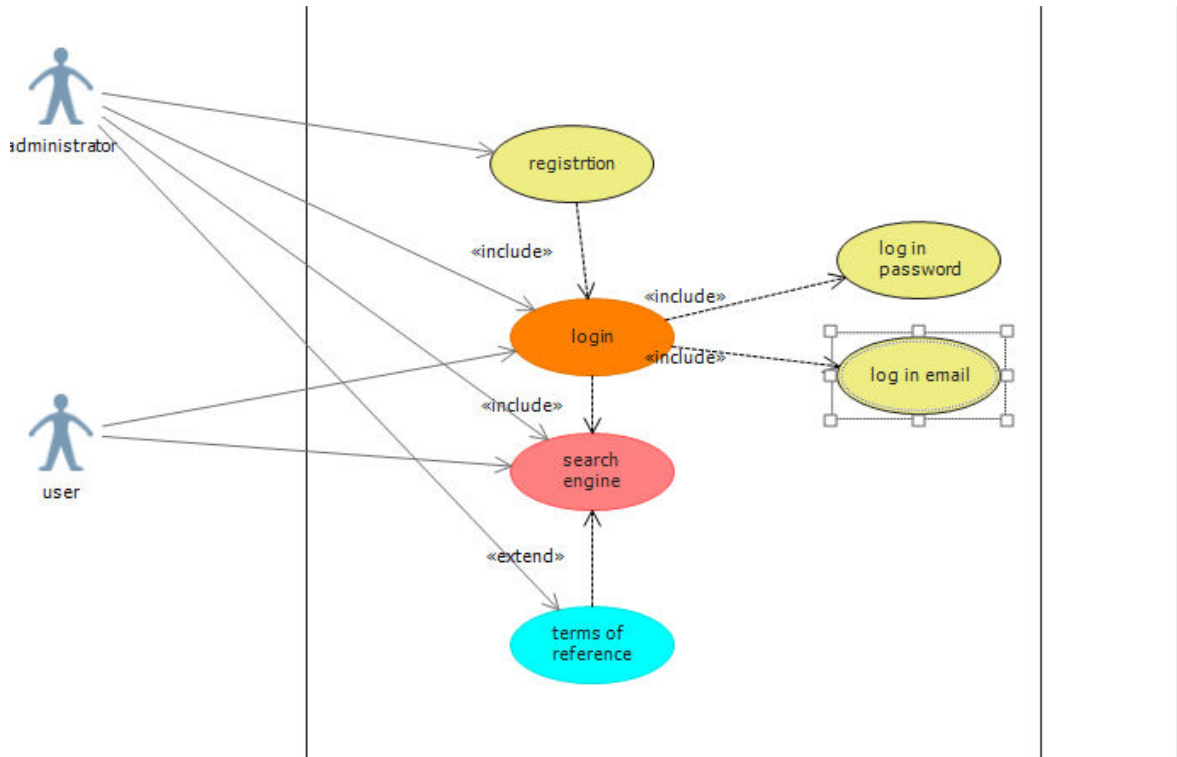 administrator
registrtion
«include»
log in
password
«include»
login
«include»
log in email
«include»
search
engine
user
«extend»
terms of
reference